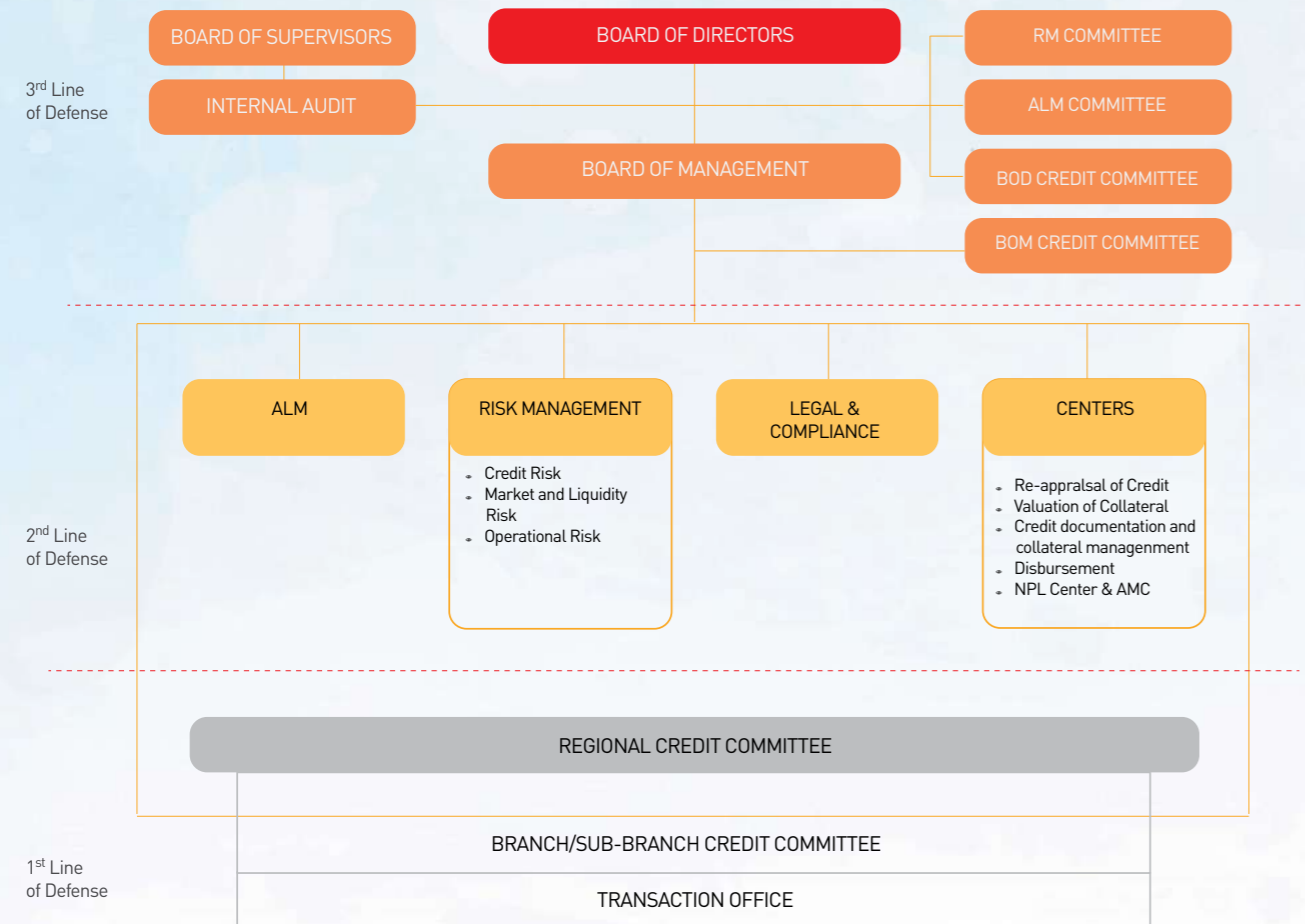 BOARD OF SUPERVISORS
BOARD OF DIRECTORS
RM COMMITTEE
3rd Line
of Defense
INTERNAL AUDIT
ALM COMMITTEE
BOARD OF MANAGEMENT
BOD CREDIT COMMITTEE
BOM CREDIT COMMITTEE
2nd Line
of Defense
ALM
RISK MANAGEMENT
Credit Risk
Market and Liquidity
Risk
Operational Risk
LEGAL &
COMPLIANCE
CENTERS
Re-appralsal of Credit
Valuation of Collateral
Credit documentation and
collateral managenment
Disbursement
NPL Center & AMC
REGIONAL CREDIT COMMITTEE
1st Line
of Defense
BRANCH/SUB-BRANCH CREDIT COMMITTEE
TRANSACTION OFFICE